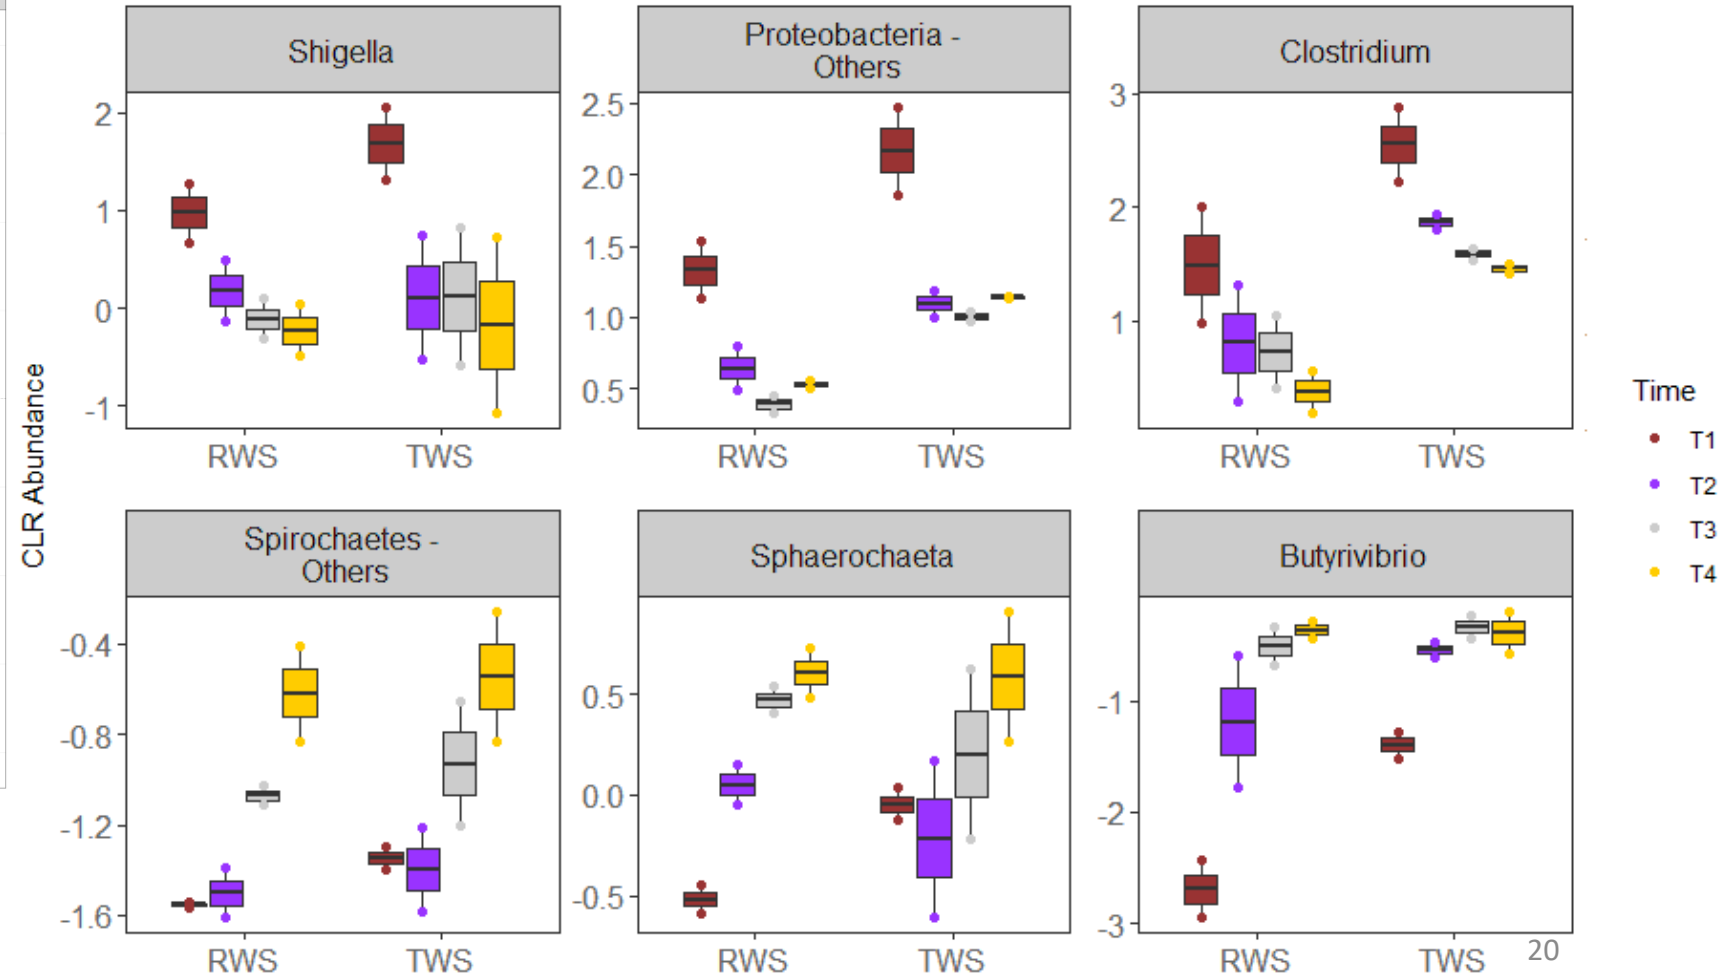 Shigella
Proteobacteria -
Others
Clostridium
2
1
0
-1
2.5
2.0
1.5
1.0
0.5
3
2
1
RWS TWS
RWS TWS
RWS TWS
CLR Abundance
Time
T1
T2
T3
T4
Spirochaetes -
Others
Sphaerochaeta
Butyrivibrio
-0.4
-0.8
-1.2
-1.6
0.5
0.0
-0.5
-1
-2
-3
RWS TWS
RWS TWS
RWS TWS
20